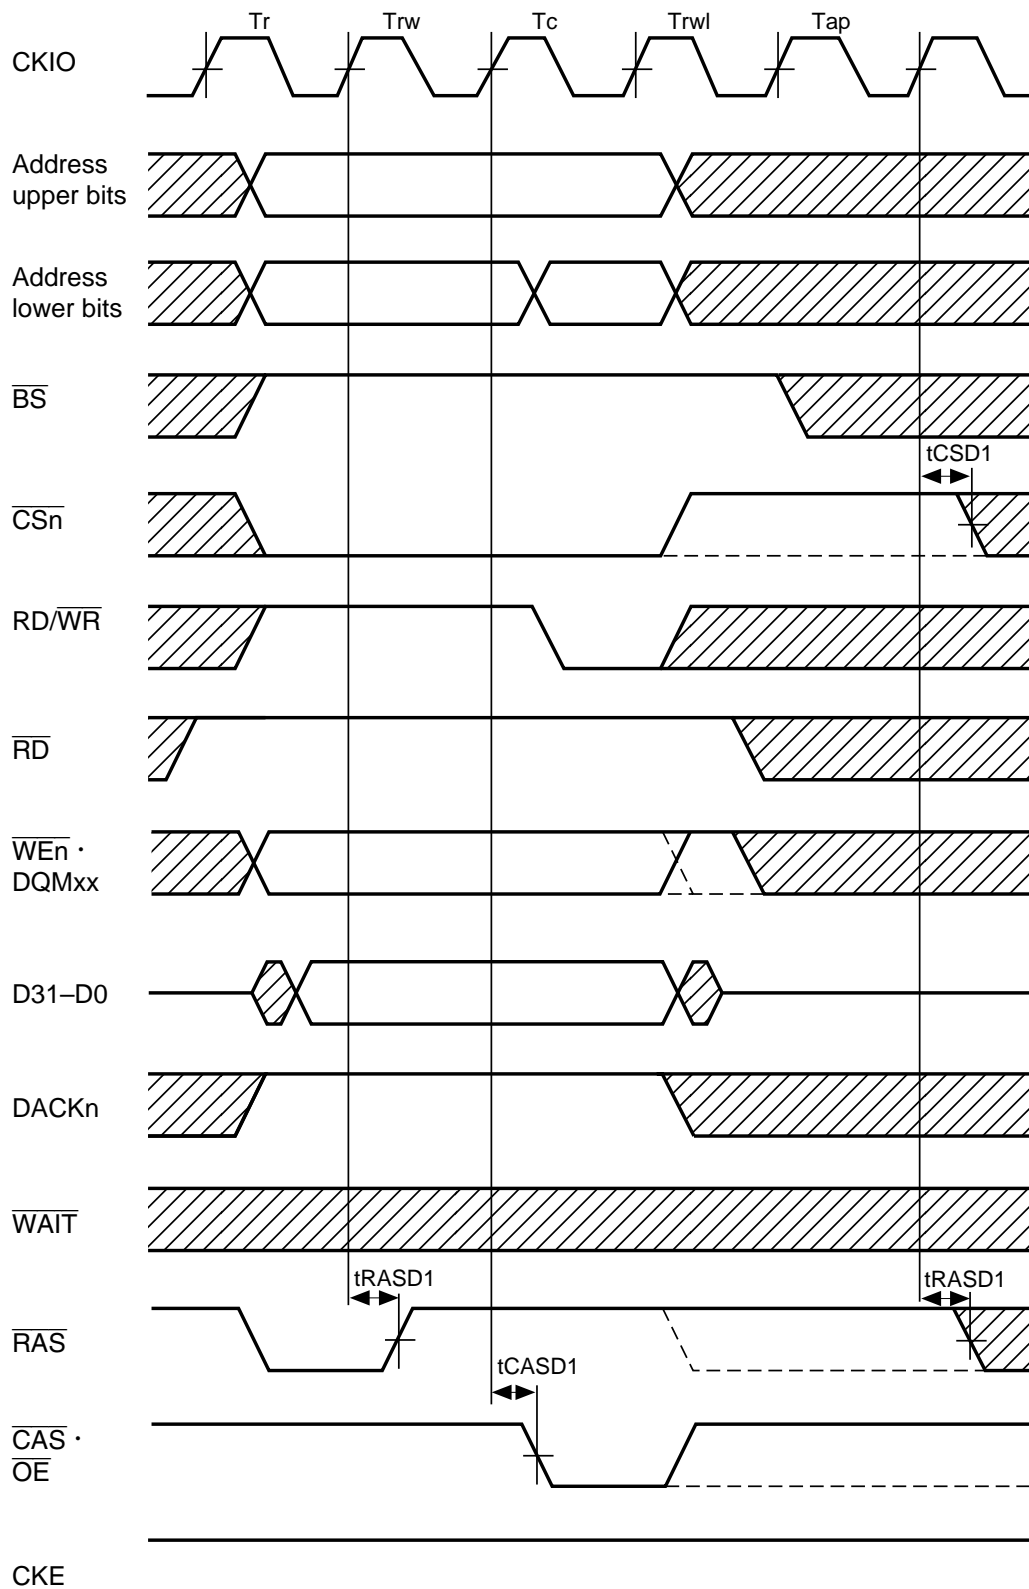 Tr Trw Tc Trwl Tap
CKIO
Address
upper bits
Address
lower bits
BS
tCSD1
CSn
RD/WR
RD
WEn ·
DQMxx
D31–D0
DACKn
WAIT
tRASD1 tRASD1
RAS
tCASD1
CAS ·
OE
CKE